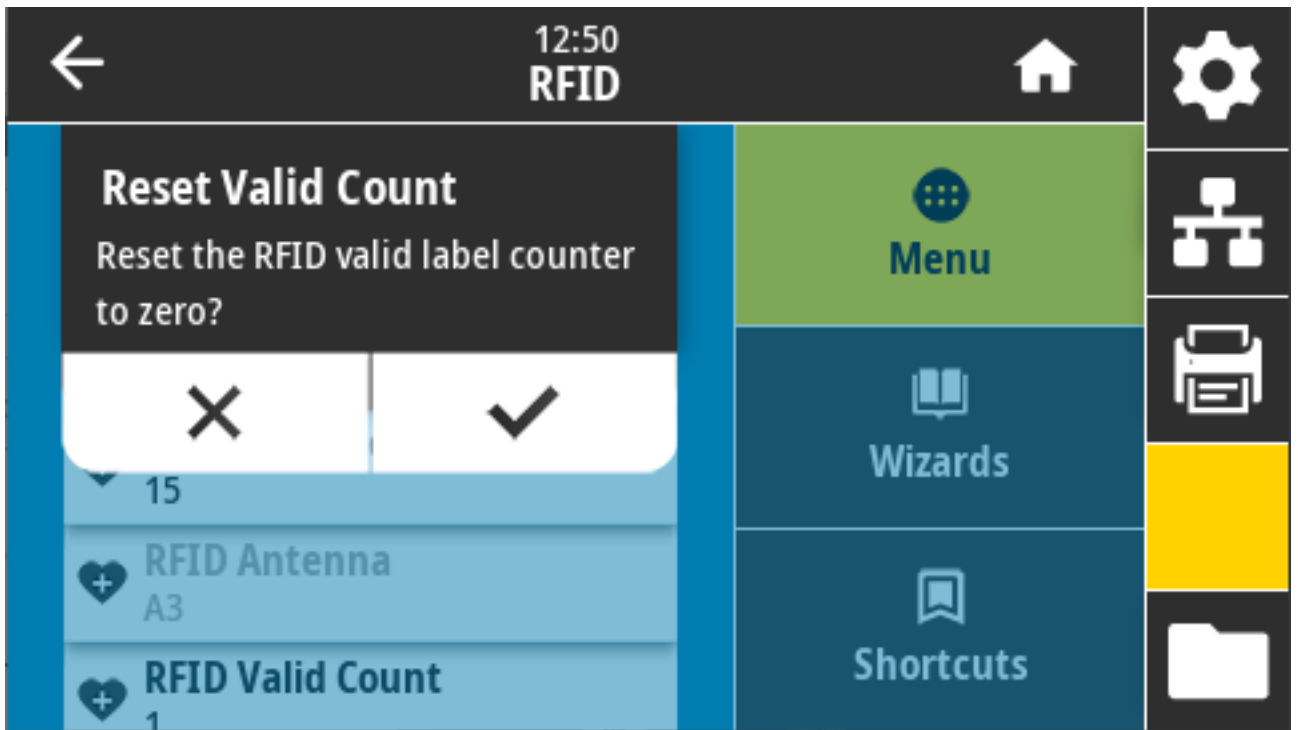 12:50
RFID
Reset Valid Count
Reset the RFID valid label counter
to zero?
15
RFID Antenna
A3
RFID Valid Count
1
Menu
Wizards
Shortcuts